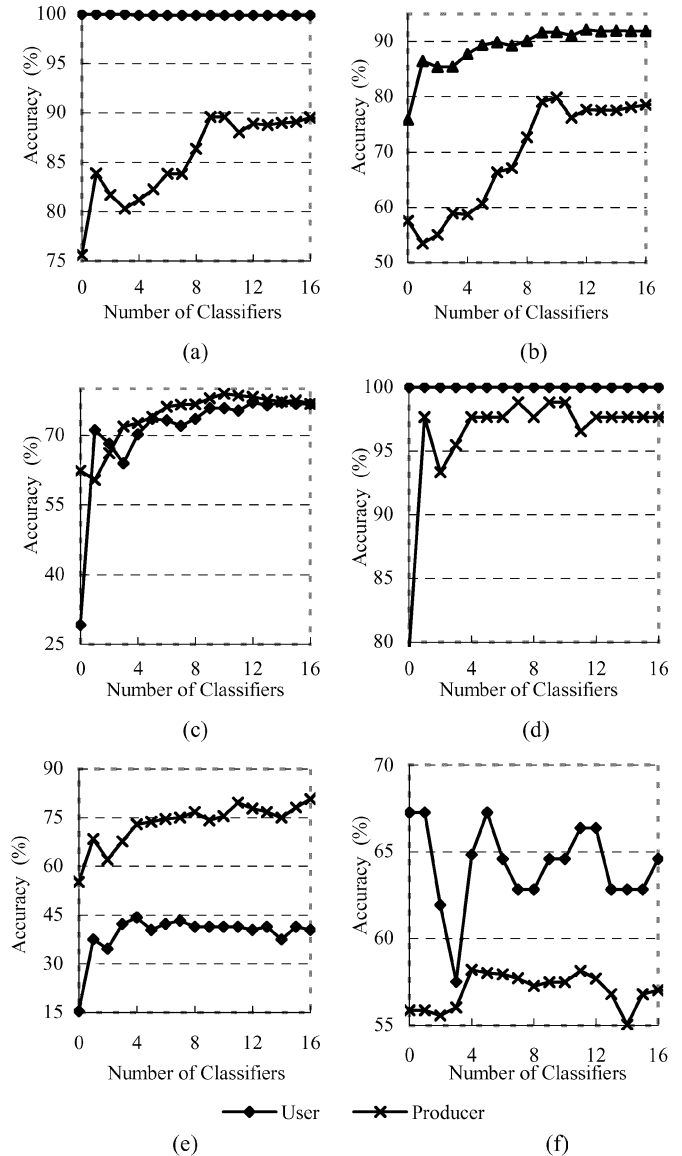 100
95
90
85
80
75
Accuracy (%)
0 4 8 12 16
Number of Classifiers
(a)
90
80
70
60
50
Accuracy (%)
0 4 8 12 16
Number of Classifiers
(b)
70
55
40
25
Accuracy (%)
0 4 8 12 16
Number of Classifiers
(c)
100
95
90
85
80
Accuracy (%)
0 4 8 12 16
Number of Classifiers
(d)
90
75
60
45
30
15
Accuracy (%)
0 4 8 12 16
Number of Classifiers
70
65
60
55
Accuracy (%)
0 4 8 12 16
Number of Classifiers
User Producer
(e) (f)